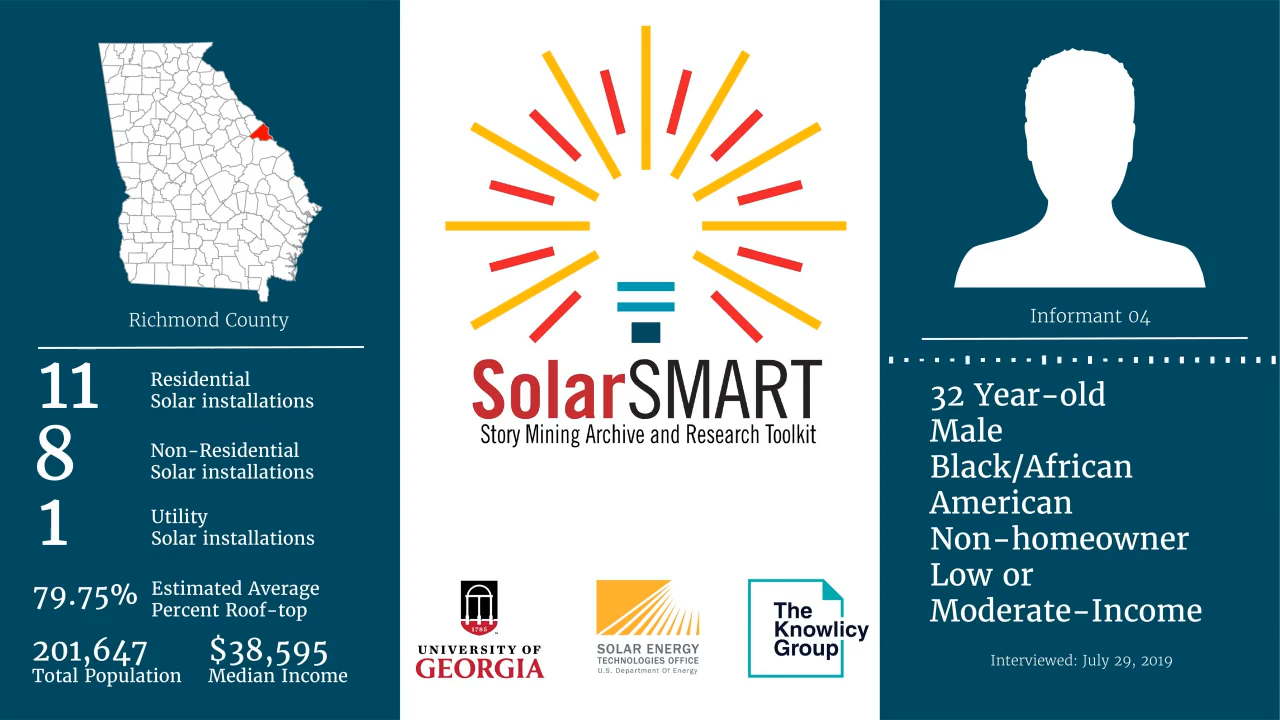 Richmond County
11
Residential
Solar installations
8
Non-Residential
Solar installations
1
Utility
Solar installations
79.75%
Estimated Average
Percent Roof-top
201,647
Total Population
$38,595
Median Income
SolarSMART
Story Mining Archive and Research Toolkit
1785
UNIVERSITY OF
GEORGIA
SOLAR ENERGY
TECHNOLOGIES OFFICE
U.S. Department Of Energy
The
Knowlicy
Group
Informant 04
32 Year-old
Male
Black/African
American
Non-homeowner
Low or
Moderate-Income
Interviewed: July 29, 2019